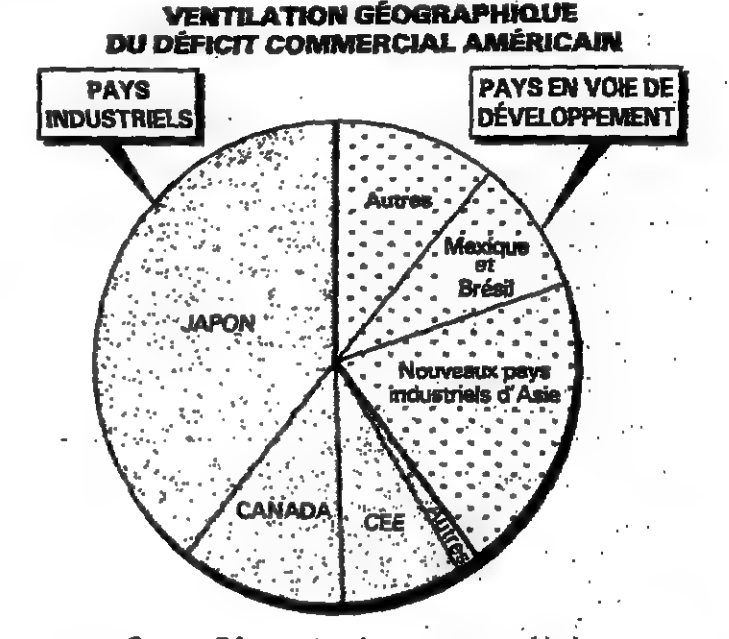 VENTILATION GÉOGRAPHIQUE
DU DÉFICIT COMMERCIAL AMÉRICAIN
PAYS
INDUSTRIELS
PAYS EN VOIE DE
DÉVELOPPEMENT
Autres
Mexique
et
Brésil
JAPON
Nouveaux pays
industriels d'Asie
CANADA
CEE
Autres